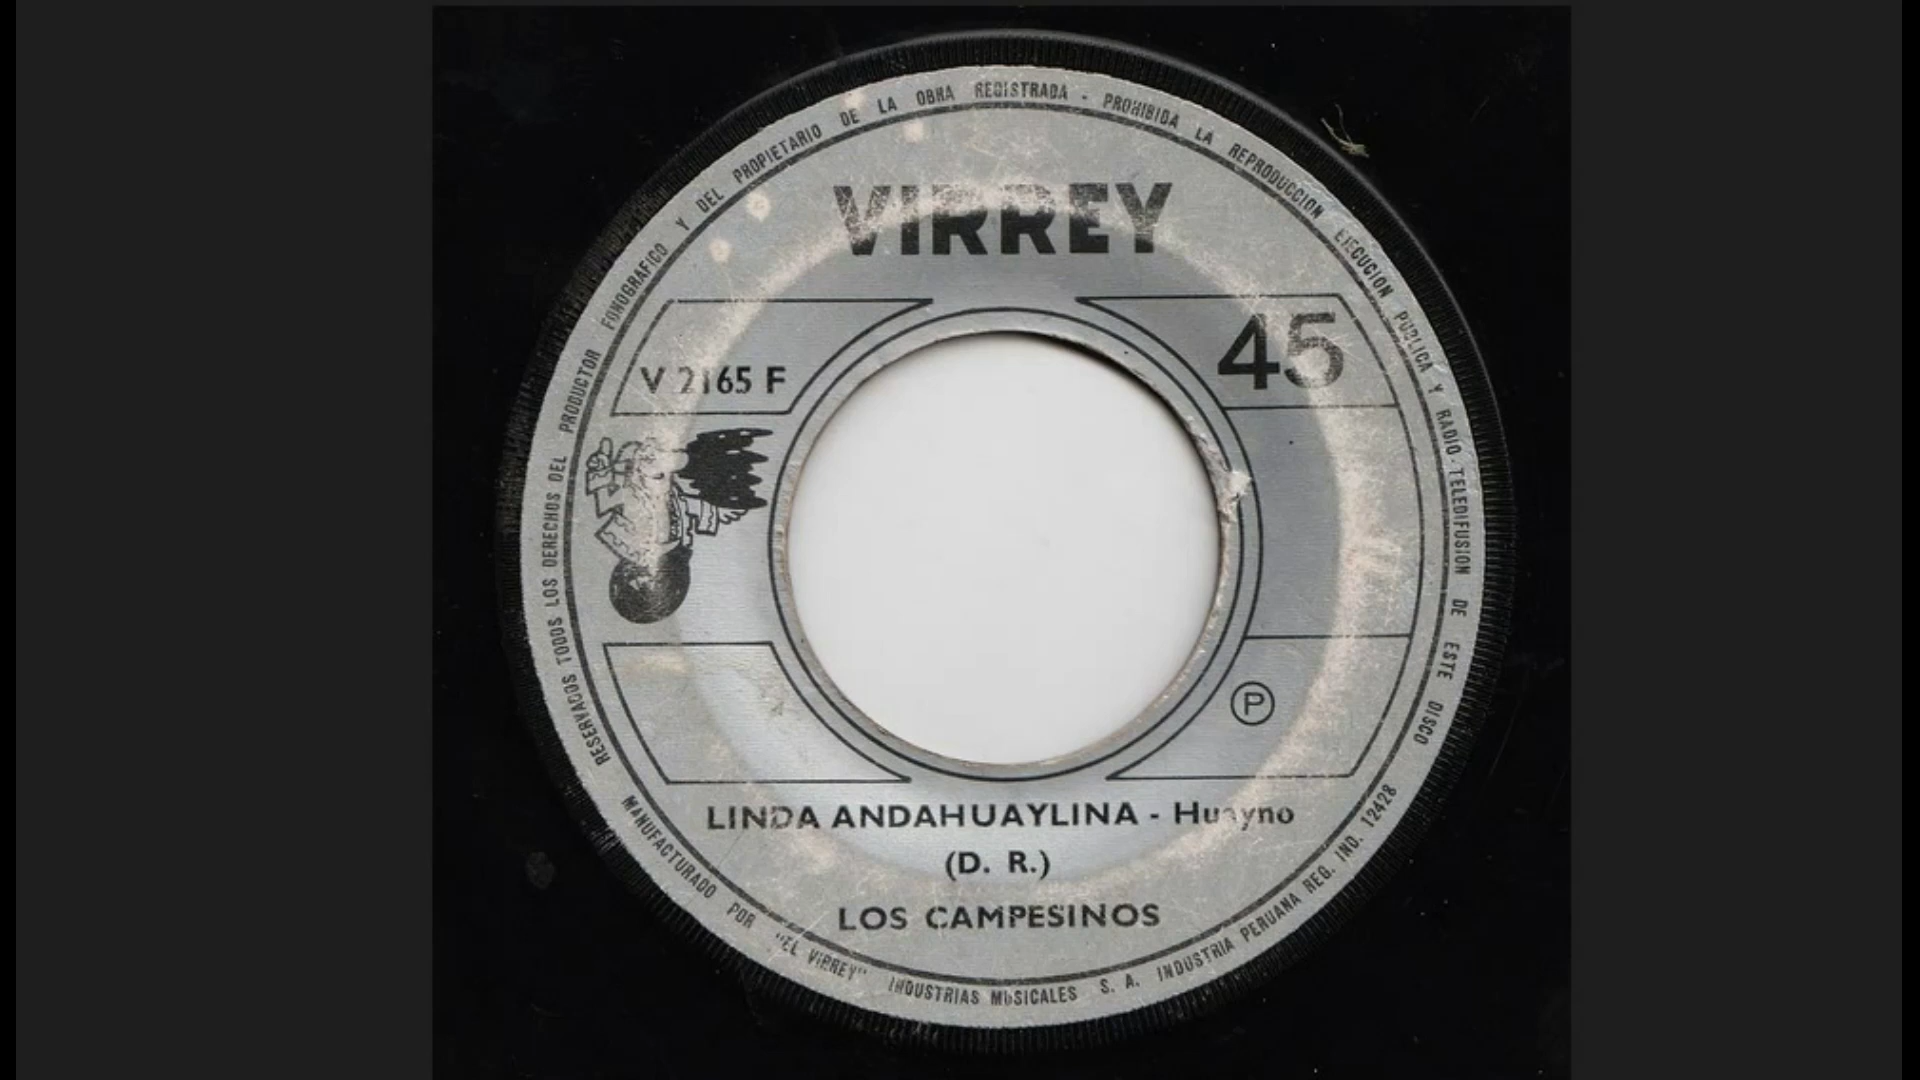 RESERVADOS TODOS LOS DERECHOS DEL PRODUCTOR FONOGRAFICO Y DEL PROPIETARIO DE LA OBRA REGISTRADA - PROHIBIDA LA REPRODUCCION EJECUCION PUBLICA Y RADIO-TELEDIFUSION DE ESTE DISCO
VIRREY
V 2165 F
45
P
LINDA ANDAHUAYLINA - Huayno
(D. R.)
LOS CAMPESINOS
MANUFACTURADO POR "EL VIRREY" INDUSTRIAS MUSICALES S. A. INDUSTRIA PERUANA REG. IND. 12428